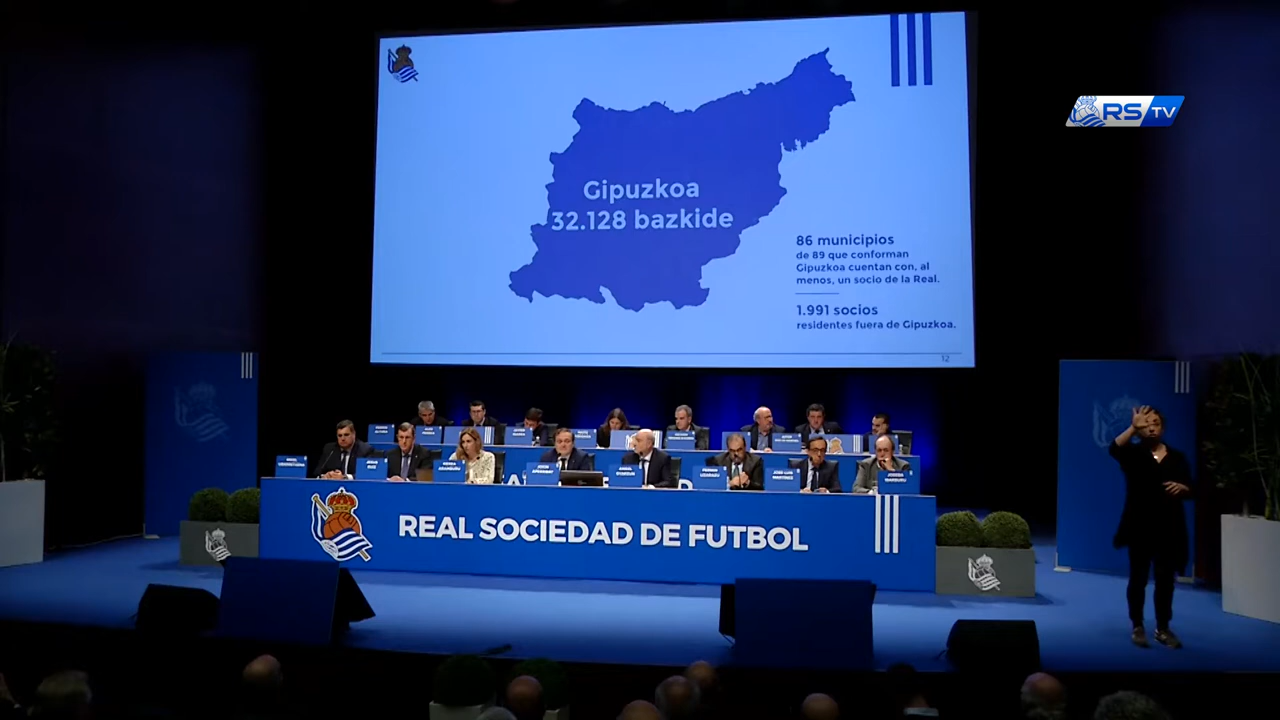 RS TV
Gipuzkoa
32.128 bazkide
86 municipios
de 89 que conforman
Gipuzkoa cuentan con, al
menos, un socio de la Real.
1.991 socios
residentes fuera de Gipuzkoa.
12
REAL SOCIEDAD DE FUTBOL